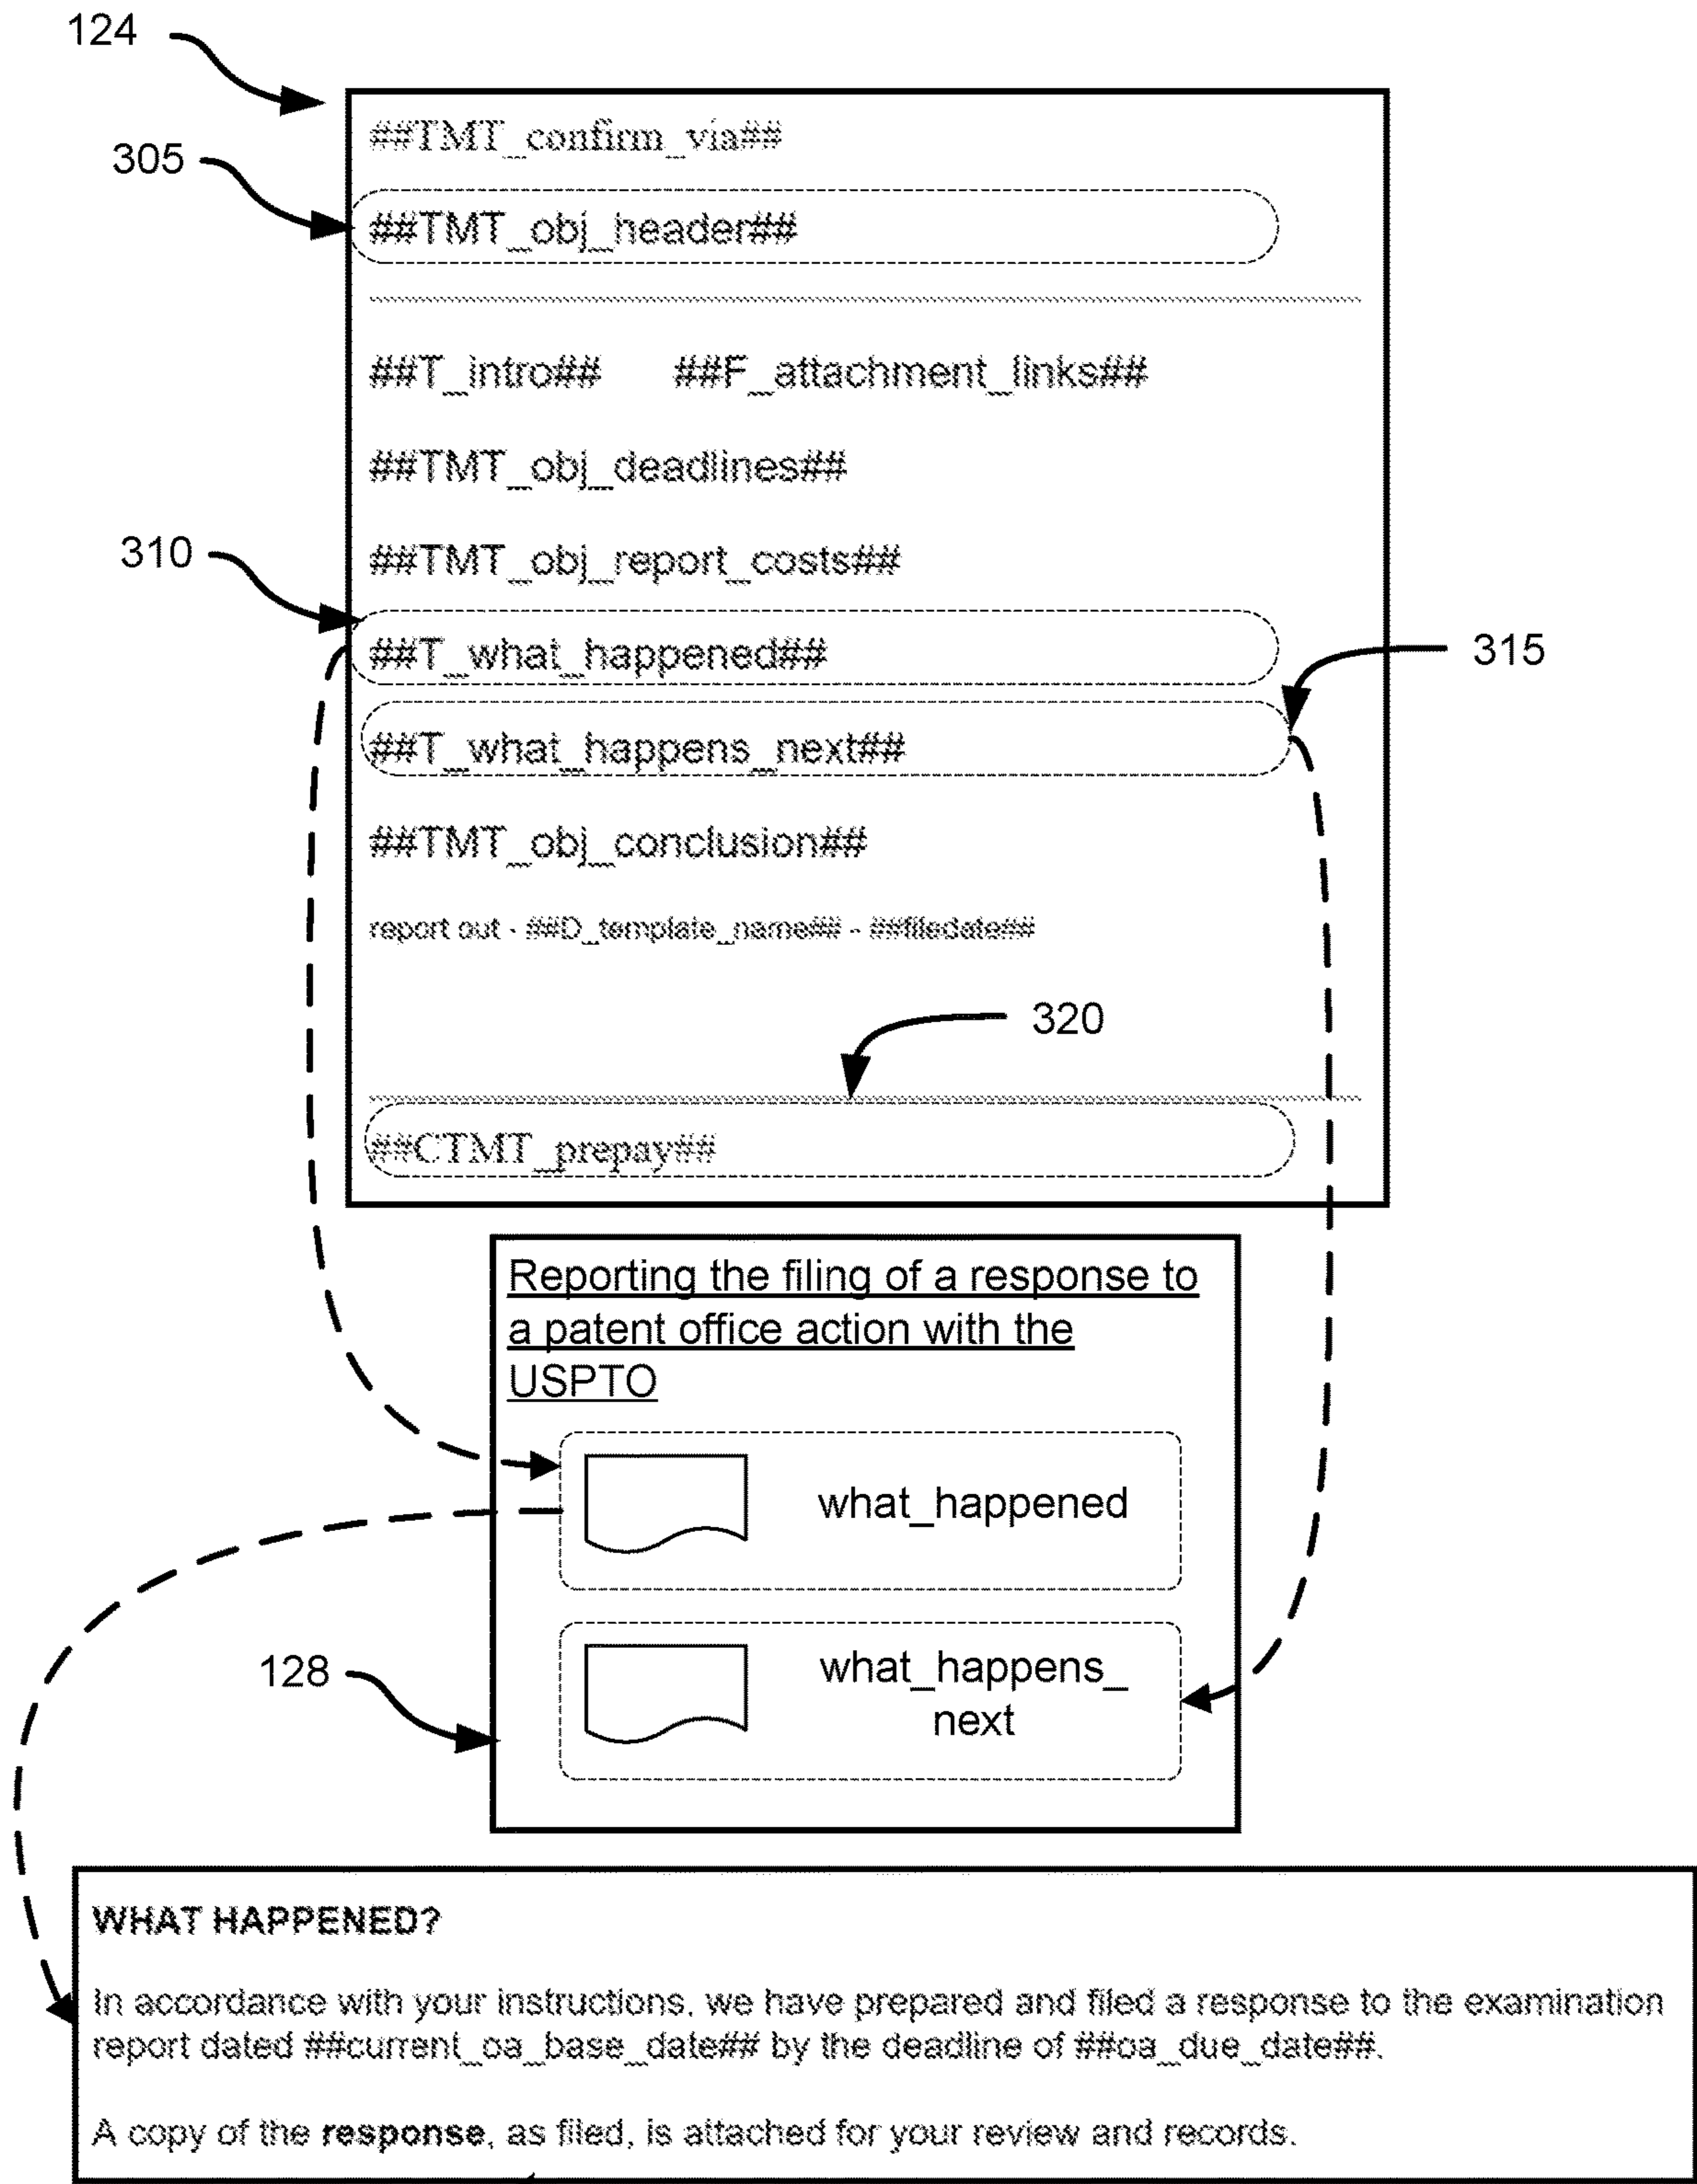 124
##TMT_confirm_via##
305
##TMT_obj_header##
##T_intro## ##F_attachment_links##
##TMT_obj_deadlines##
310
##TMT_obj_report_costs##
##T_what_happened##
315
##T_what_happens_next##
##TMT_obj_conclusion##
report out - ##D_template_name## - ##filedate##
320
##CTMT_prepay##
Reporting the filing of a response to
a patent office action with the
USPTO
what_happened
128
what_happens_
next
WHAT HAPPENED?
In accordance with your instructions, we have prepared and filed a response to the examination
report dated ##current_oa_base_date## by the deadline of ##oa_due_date##.
A copy of the response, as filed, is attached for your review and records.